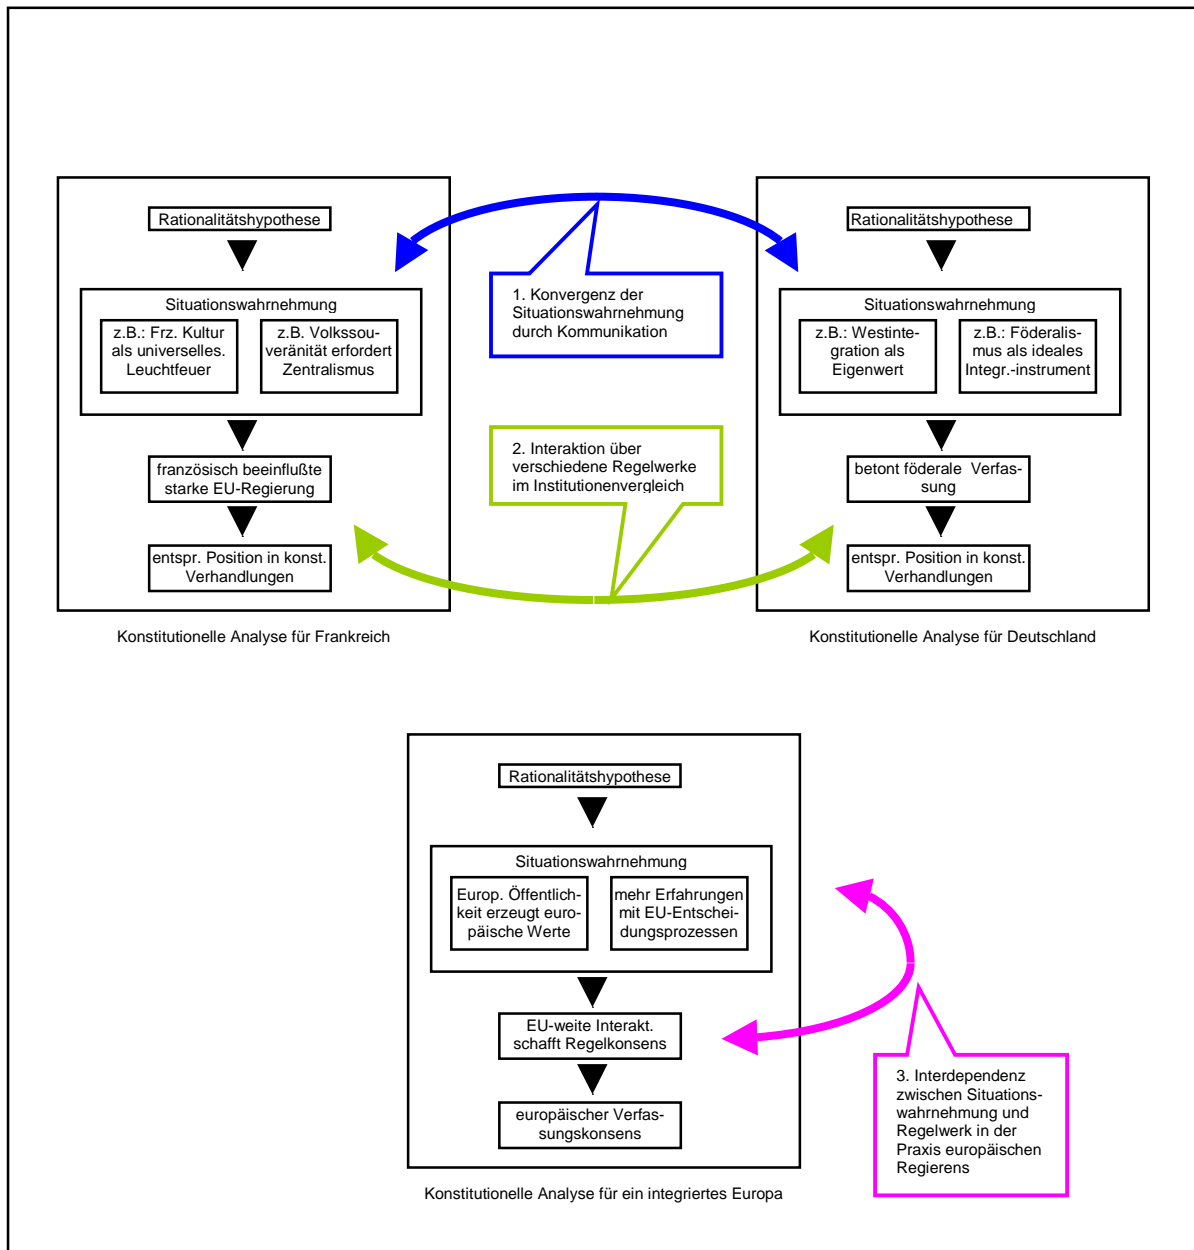 Rationalitätshypothese
Situationswahrnehmung
z.B.: Frz. Kultur
als universelles.
Leuchtfeuer
z.B. Volkssou-
veränität erfordert
Zentralismus
französisch beeinflußte
starke EU-Regierung
entspr. Position in konst.
Verhandlungen
Konstitutionelle Analyse für Frankreich
1. Konvergenz der
Situationswahrnehmung
durch Kommunikation
2. Interaktion über
verschiedene Regelwerke
im Institutionenvergleich
Rationalitätshypothese
Situationswahrnehmung
z.B.: Westinte-
gration als
Eigenwert
z.B.: Föderalis-
mus als ideales
Integr.-instrument
betont föderale Verfas-
sung
entspr. Position in konst.
Verhandlungen
Konstitutionelle Analyse für Deutschland
Rationalitätshypothese
Situationswahrnehmung
Europ. Öffentlich-
keit erzeugt euro-
päische Werte
mehr Erfahrungen
mit EU-Entschei-
dungsprozessen
EU-weite Interakt.
schafft Regelkonsens
europäischer Verfas-
sungskonsens
Konstitutionelle Analyse für ein integriertes Europa
3. Interdependenz
zwischen Situations-
wahrnehmung und
Regelwerk in der
Praxis europäischen
Regierens